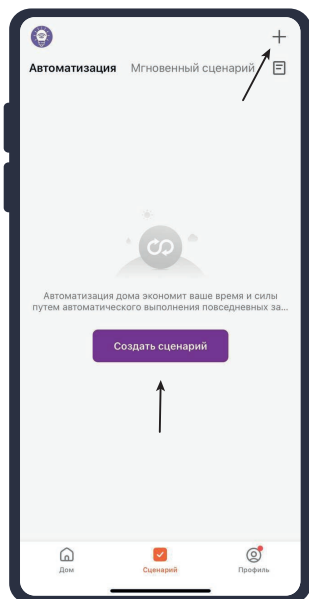 Автоматизация Мгновенный сценарий
Автоматизация дома экономит ваше время и силы
путем автоматического выполнения повседневных за...
Создать сценарий
Дом Сценарий Профиль